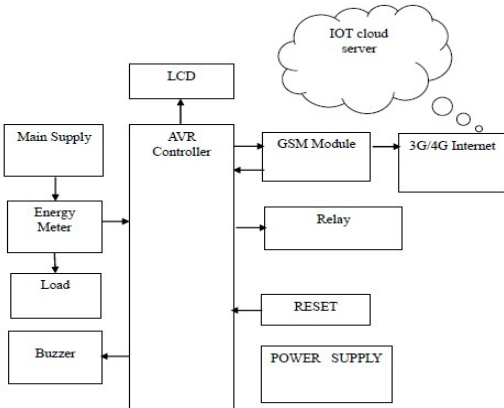 IOT cloud
server
LCD
Main Supply
AVR
Controller
GSM Module
3G/4G Internet
Energy
Meter
Relay
Load
RESET
Buzzer
POWER SUPPLY